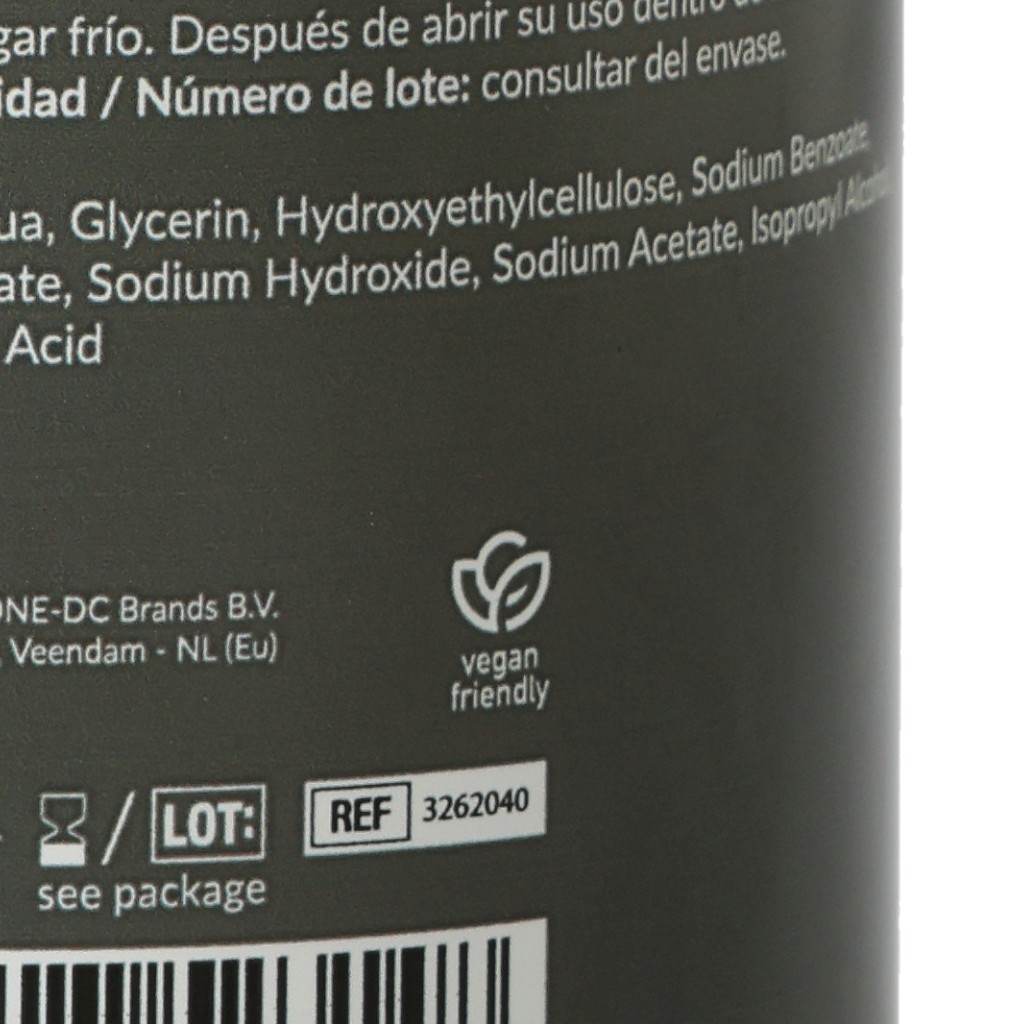 gar frío. Después de abrir su uso dentro
idad / Número de lote: consultar del envase.
ua, Glycerin, Hydroxyethylcellulose, Sodium Benzoate,
ate, Sodium Hydroxide, Sodium Acetate, Isopropyl Alcohol
Acid
ONE-DC Brands B.V.
Veendam - NL (Eu)
vegan
friendly
/ LOT: REF 3262040
see package